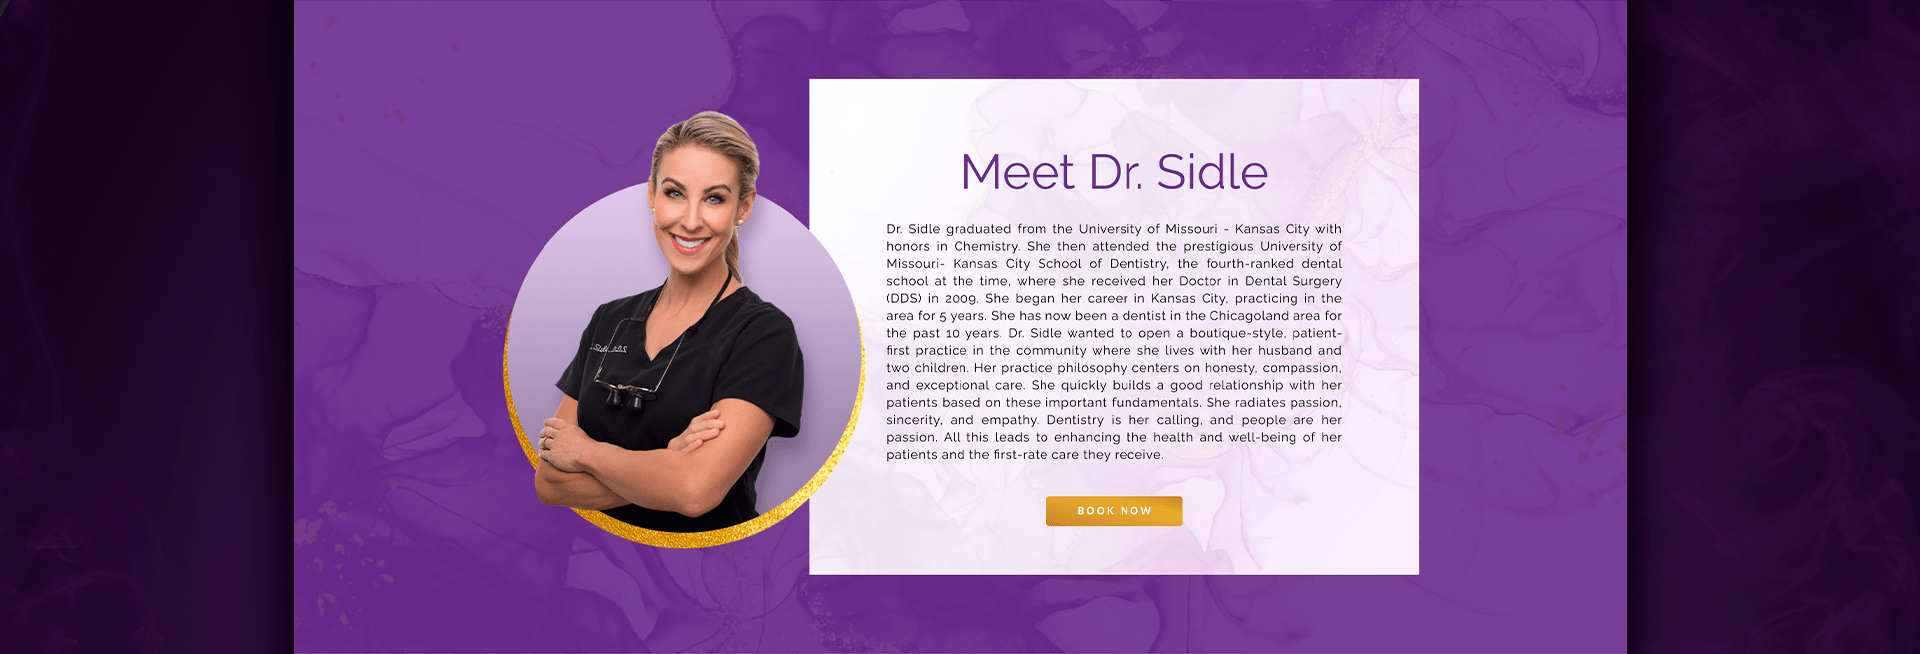 Meet Dr. Sidle
Dr. Sidle graduated from the University of Missouri - Kansas City with
honors in Chemistry. She then attended the prestigious University of
Missouri- Kansas City School of Dentistry, the fourth-ranked dental
school at the time, where she received her Doctor in Dental Surgery
(DDS) in 2009. She began her career in Kansas City, practicing in the
area for 5 years. She has now been a dentist in the Chicagoland area for
the past 10 years. Dr. Sidle wanted to open a boutique-style, patient-
first practice in the community where she lives with her husband and
two children. Her practice philosophy centers on honesty, compassion,
and exceptional care. She quickly builds a good relationship with her
patients based on these important fundamentals. She radiates passion,
sincerity, and empathy. Dentistry is her calling, and people are her
passion. All this leads to enhancing the health and well-being of her
patients and the first-rate care they receive.
BOOK NOW